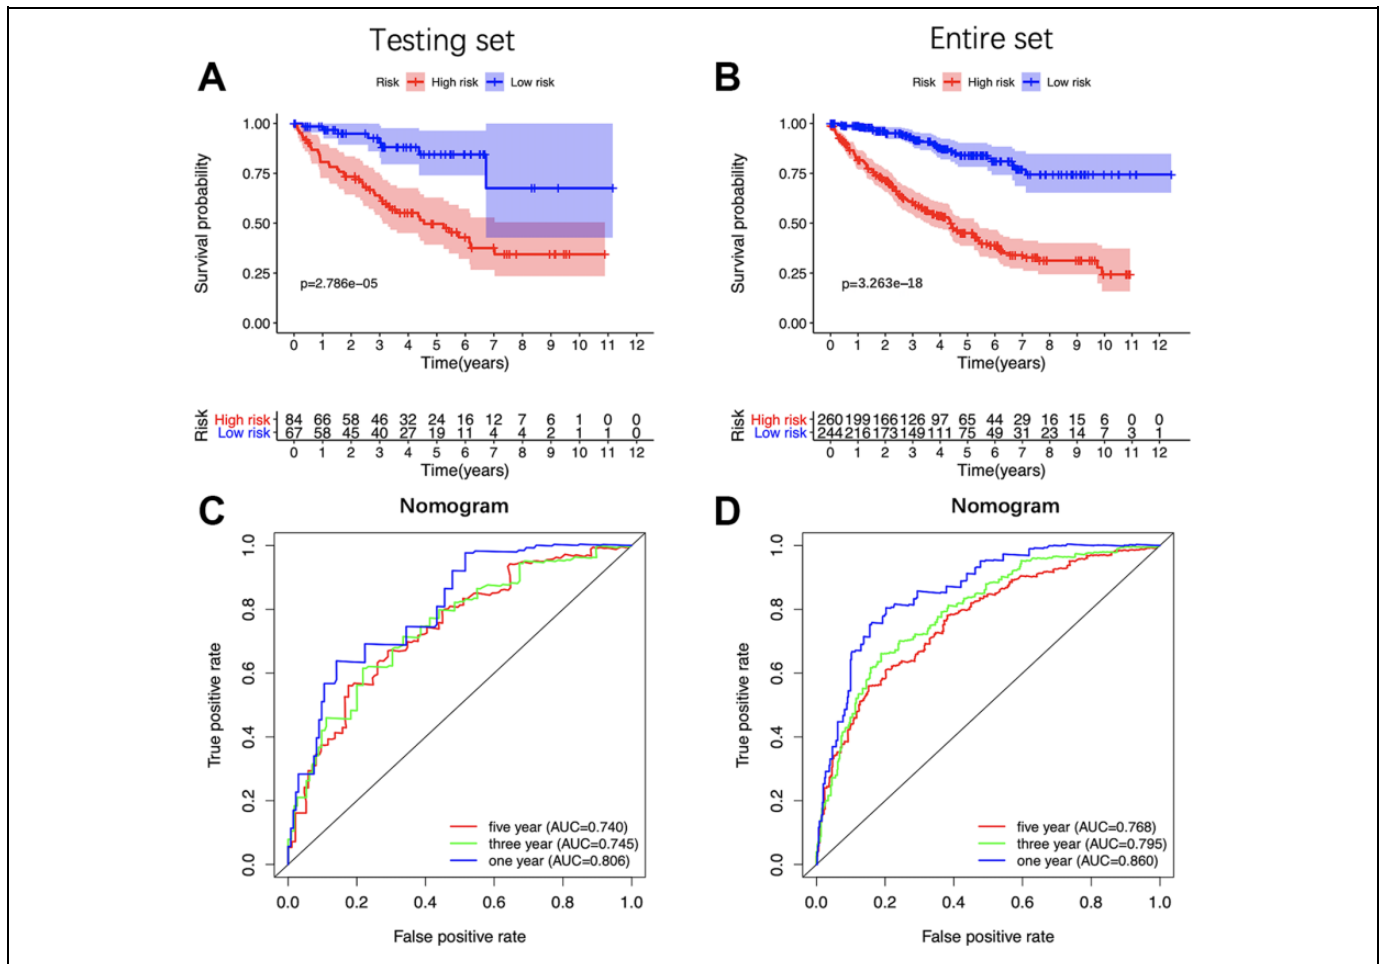 Testing set
Entire set
A
Risk High risk Low risk
Survival probability
1.00
0.75
0.50
0.25
0.00
p=2.786e–05
0 1 2 3 4 5 6 7 8 9 10 11 12
Time(years)
Risk
High risk 84 66 58 46 32 24 16 12 7 6 1 0 0
Low risk 67 58 45 40 27 19 11 4 4 2 1 1 0
0 1 2 3 4 5 6 7 8 9 10 11 12
Time(years)
B
Risk High risk Low risk
Survival probability
1.00
0.75
0.50
0.25
0.00
p=3.263e–18
0 1 2 3 4 5 6 7 8 9 10 11 12
Time(years)
Risk
High risk 260 199 166 126 97 65 44 29 16 15 6 0 0
Low risk 244 216 173 149 111 75 49 31 23 14 7 3 1
0 1 2 3 4 5 6 7 8 9 10 11 12
Time(years)
C
Nomogram
True positive rate
1.0
0.8
0.6
0.4
0.2
0.0
five year (AUC=0.740)
three year (AUC=0.745)
one year (AUC=0.806)
0.0 0.2 0.4 0.6 0.8 1.0
False positive rate
D
Nomogram
True positive rate
1.0
0.8
0.6
0.4
0.2
0.0
five year (AUC=0.768)
three year (AUC=0.795)
one year (AUC=0.860)
0.0 0.2 0.4 0.6 0.8 1.0
False positive rate